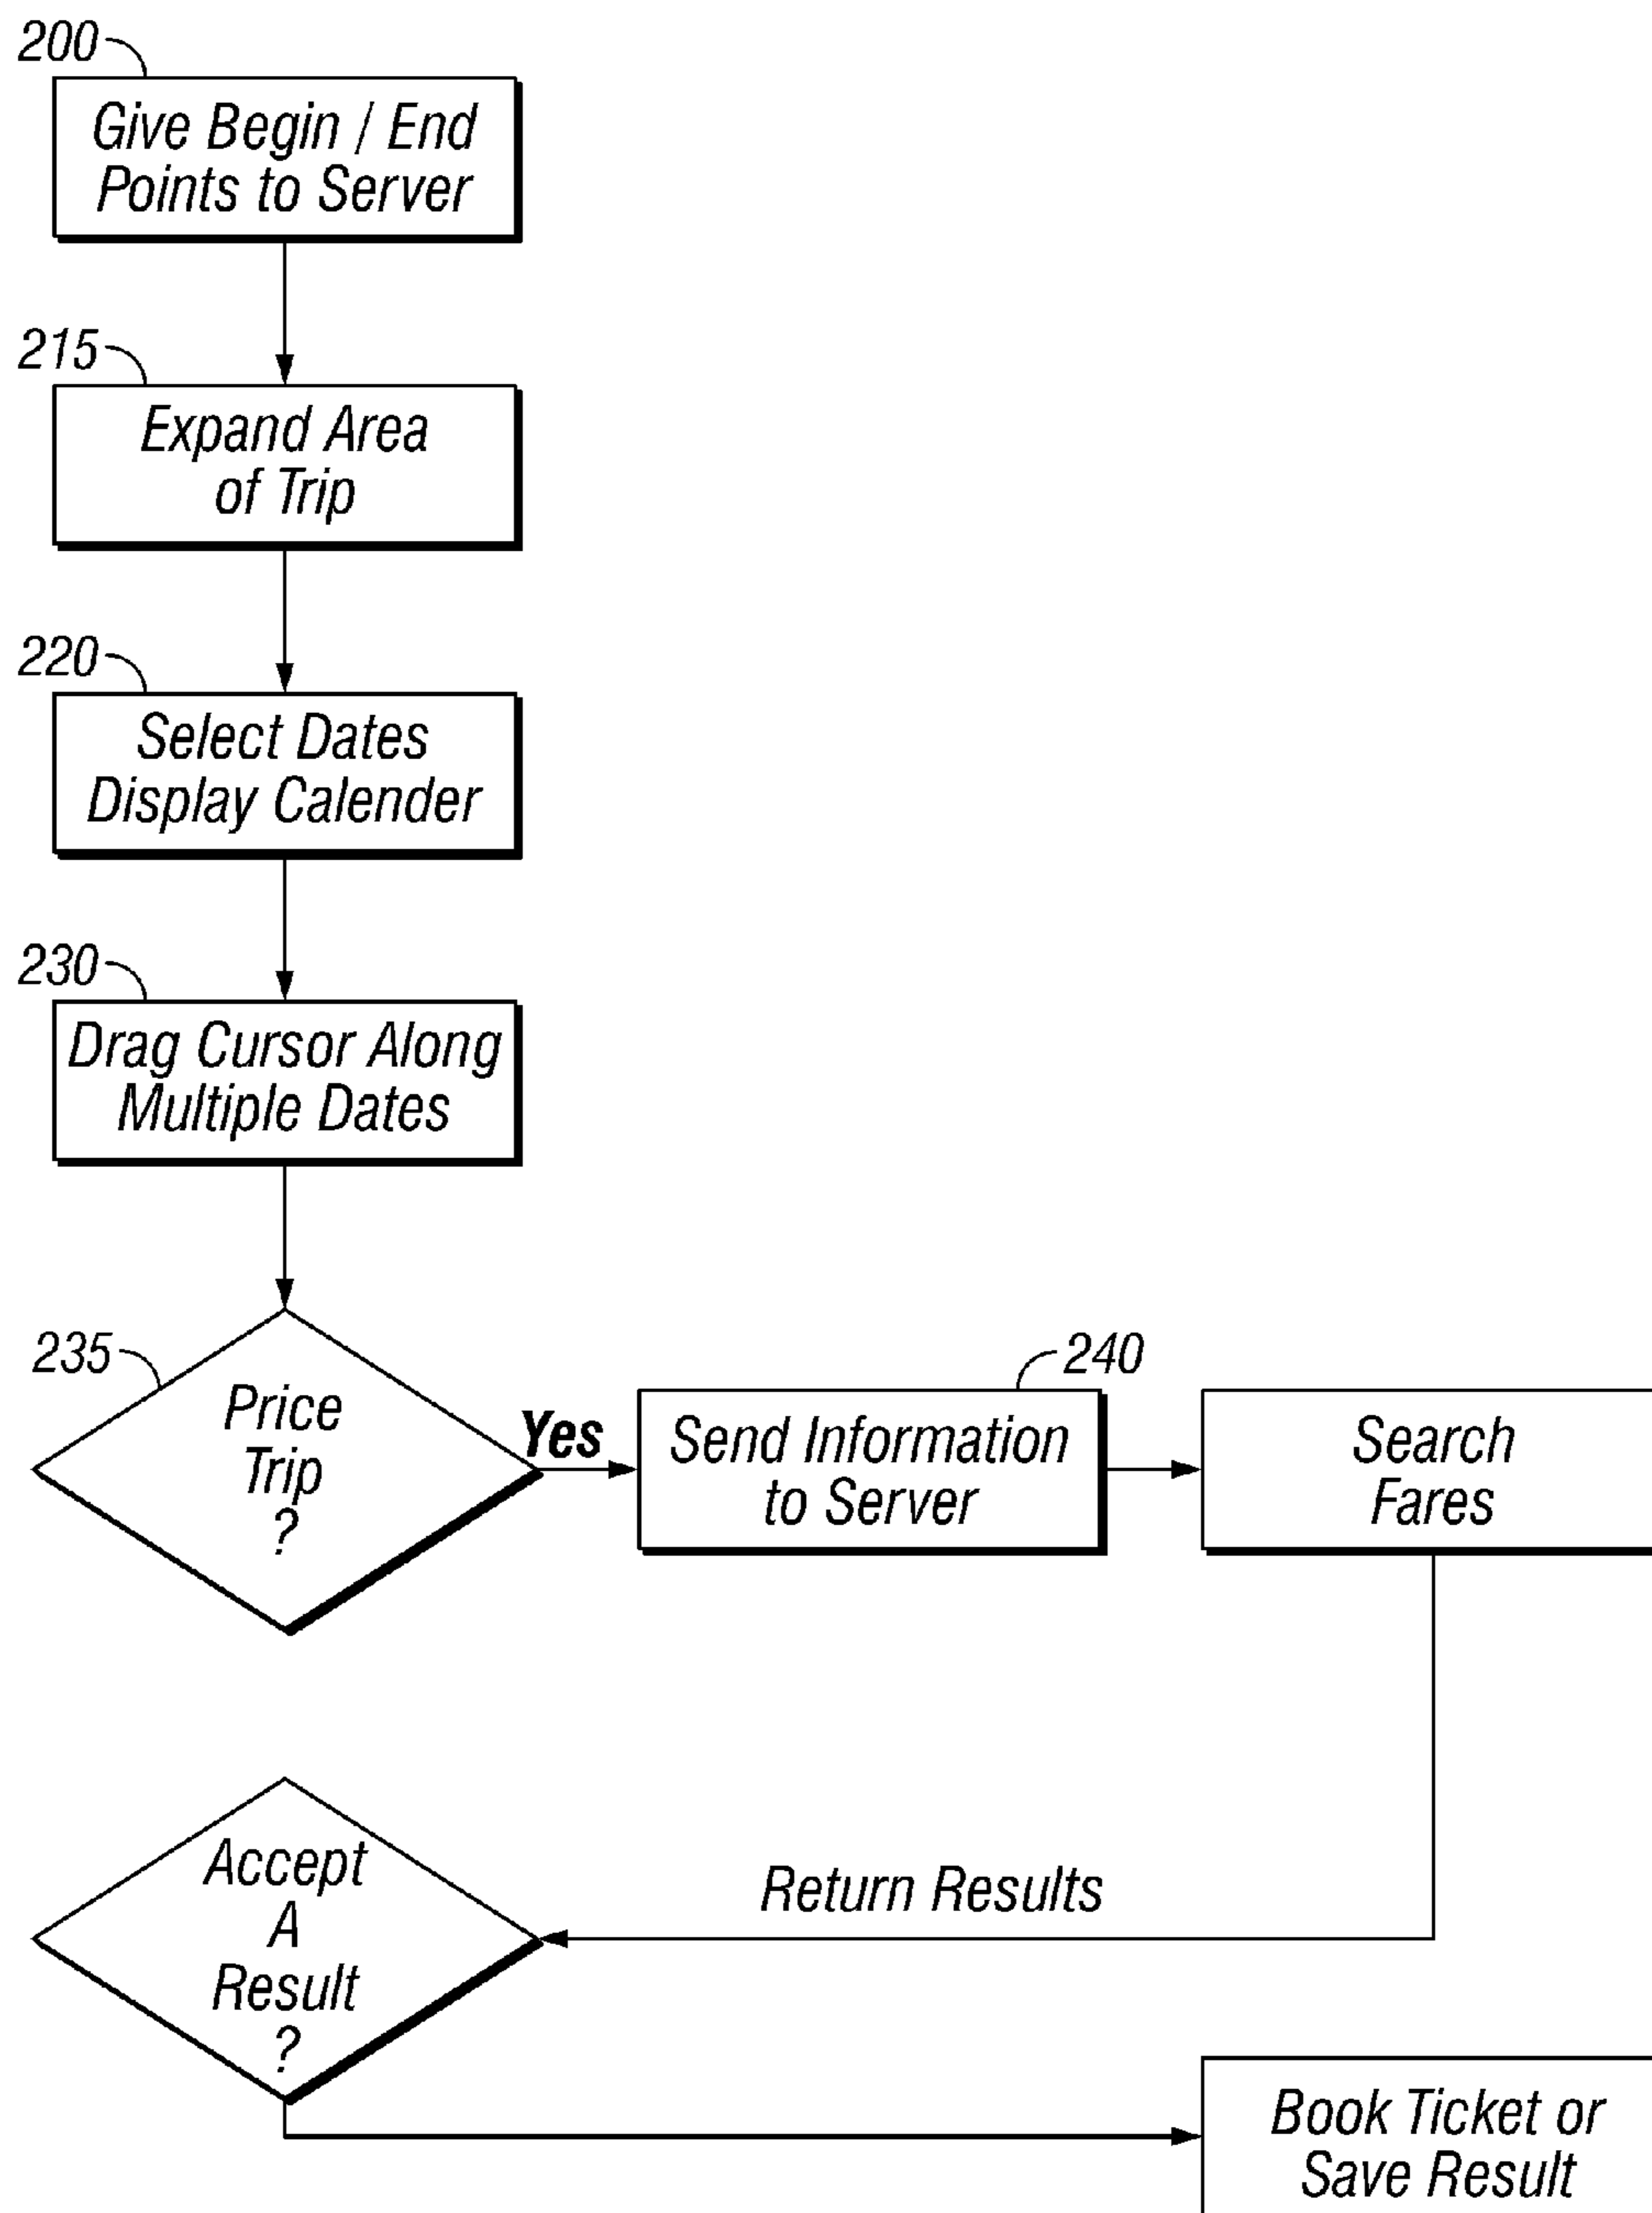 200
Give Begin / End
Points to Server
215
Expand Area
of Trip
220
Select Dates
Display Calender
230
Drag Cursor Along
Multiple Dates
235
Price
Trip
?
Yes
240
Send Information
to Server
Search
Fares
Return Results
Accept
A
Result
?
Book Ticket or
Save Result